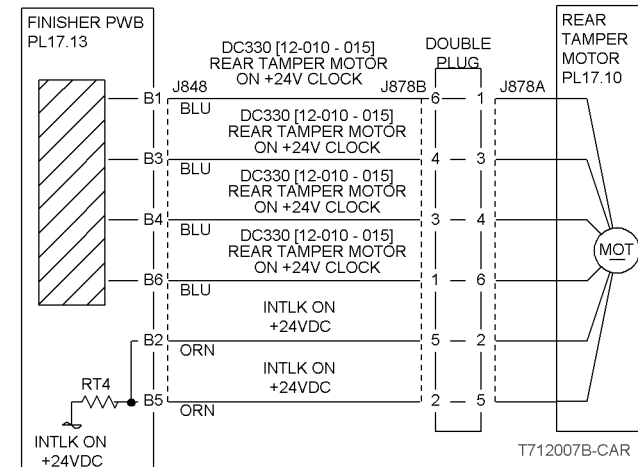 FINISHER PWB
PL17.13
DOUBLE
PLUG
REAR
TAMPER
MOTOR
PL17.10
J848
J878B
J878A
DC330 [12-010 - 015]
REAR TAMPER MOTOR
ON +24V CLOCK
B1
BLU
6 1
DC330 [12-010 - 015]
REAR TAMPER MOTOR
ON +24V CLOCK
B3
BLU
4 3
DC330 [12-010 - 015]
REAR TAMPER MOTOR
ON +24V CLOCK
B4
BLU
3 4
MOT
DC330 [12-010 - 015]
REAR TAMPER MOTOR
ON +24V CLOCK
B6
BLU
1 6
INTLK ON
+24VDC
B2
ORN
5 2
INTLK ON
+24VDC
RT4
B5
ORN
2 5
INTLK ON
+24VDC
T712007B-CAR